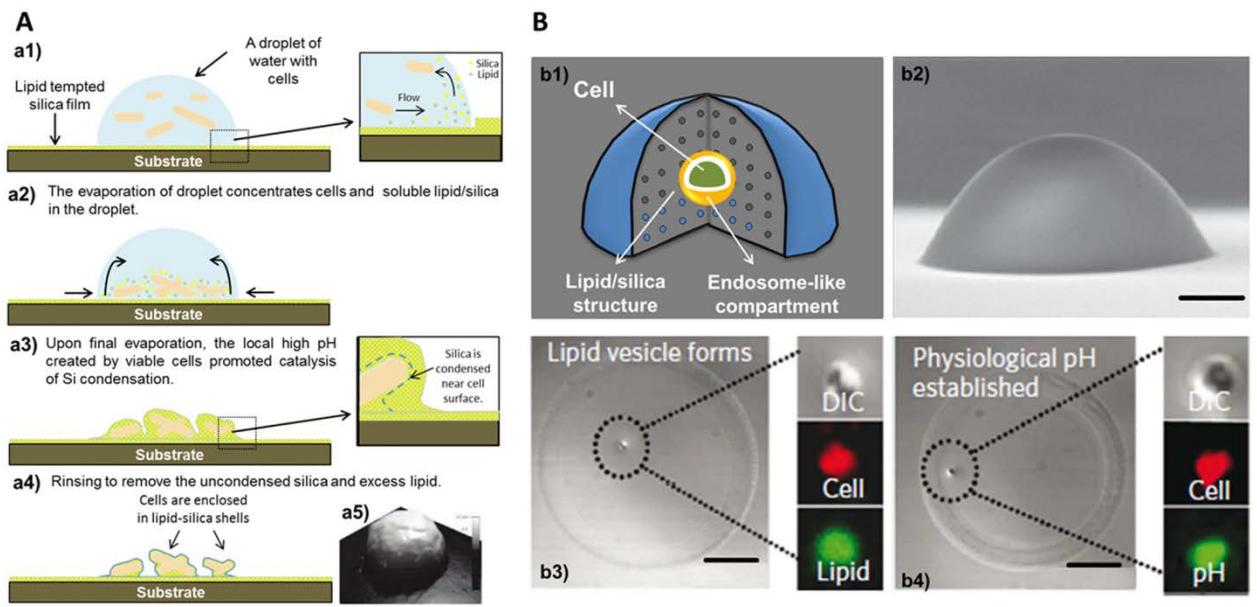 A
a1)
A droplet of
water with
cells
Lipid tempted
silica film
Substrate
Silica
Lipid
Flow
a2)
The evaporation of droplet concentrates cells and soluble lipid/silica
in the droplet.
Substrate
a3)
Upon final evaporation, the local high pH
created by viable cells promoted catalysis
of Si condensation.
Silica is
condensed
near cell
surface.
Substrate
a4)
Rinsing to remove the uncondensed silica and excess lipid.
Cells are enclosed
in lipid-silica shells
a5)
Substrate
B
b1)
Cell
Lipid/silica
structure
Endosome-like
compartment
b2)
Lipid vesicle forms
DIC
Cell
Lipid
b3)
Physiological pH
established
DIC
Cell
pH
b4)